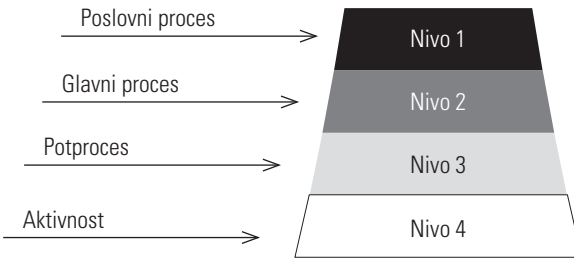 Poslovni proces
Nivo 1
Glavni proces
Nivo 2
Potproces
Nivo 3
Aktivnost
Nivo 4